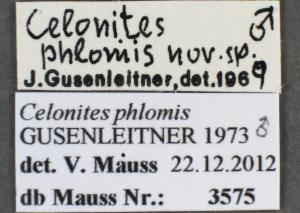 Celonites ♂
phlomis nov. sp.
J. Gusenleitner, det. 1969
Celonites phlomis
GUSENLEITNER 1973 ♂
det. V. Mauss 22.12.2012
db Mauss Nr.: 3575